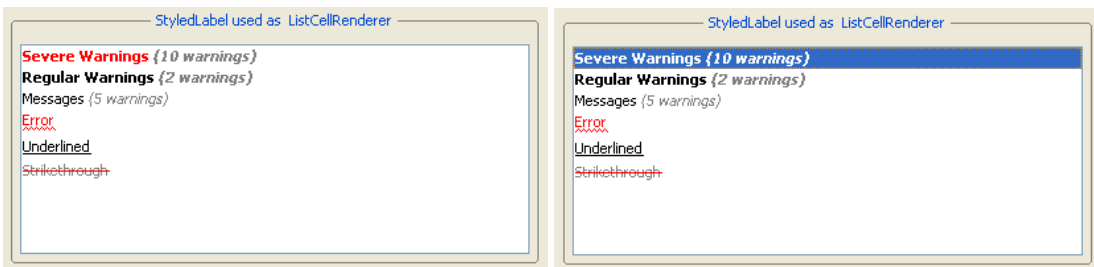 StyledLabel used as ListCellRenderer
Severe Warnings {10 warnings}
Regular Warnings {2 warnings}
Messages {5 warnings}
Error
Underlined
Strikethrough
StyledLabel used as ListCellRenderer
Severe Warnings {10 warnings}
Regular Warnings {2 warnings}
Messages {5 warnings}
Error
Underlined
Strikethrough